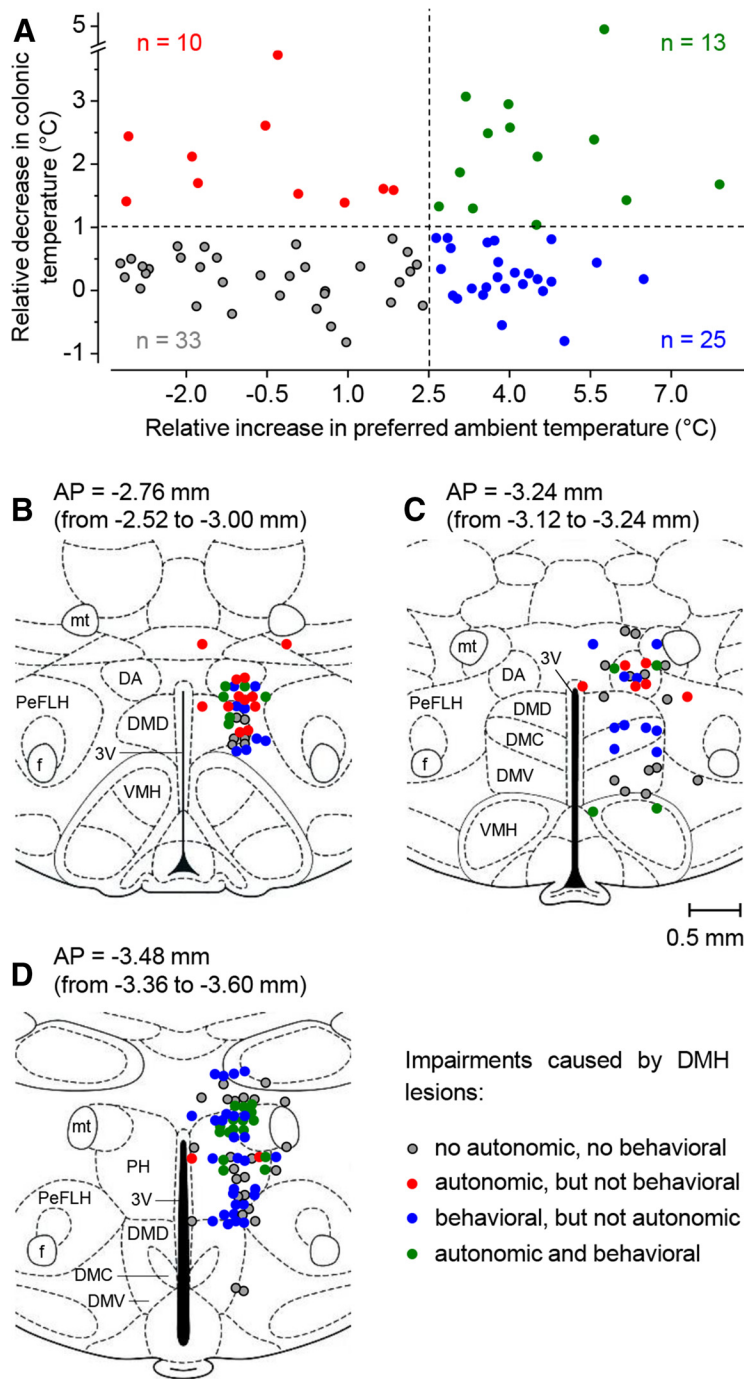 A
5
3
2
1
0
-1
Relative decrease in colonic
temperature (°C)
n = 10
n = 13
n = 33
n = 25
-2.0 -0.5 1.0 2.5 4.0 5.5 7.0
Relative increase in preferred ambient temperature (°C)
B
AP = -2.76 mm
(from -2.52 to -3.00 mm)
mt
DA
PeFLH
DMD
f
3V
VMH
C
AP = -3.24 mm
(from -3.12 to -3.24 mm)
mt
3V
DA
PeFLH
DMD
DMC
f
DMV
VMH
0.5 mm
D
AP = -3.48 mm
(from -3.36 to -3.60 mm)
mt
PH
PeFLH
3V
f
DMD
DMC
DMV
Impairments caused by DMH
lesions:
no autonomic, no behavioral
autonomic, but not behavioral
behavioral, but not autonomic
autonomic and behavioral